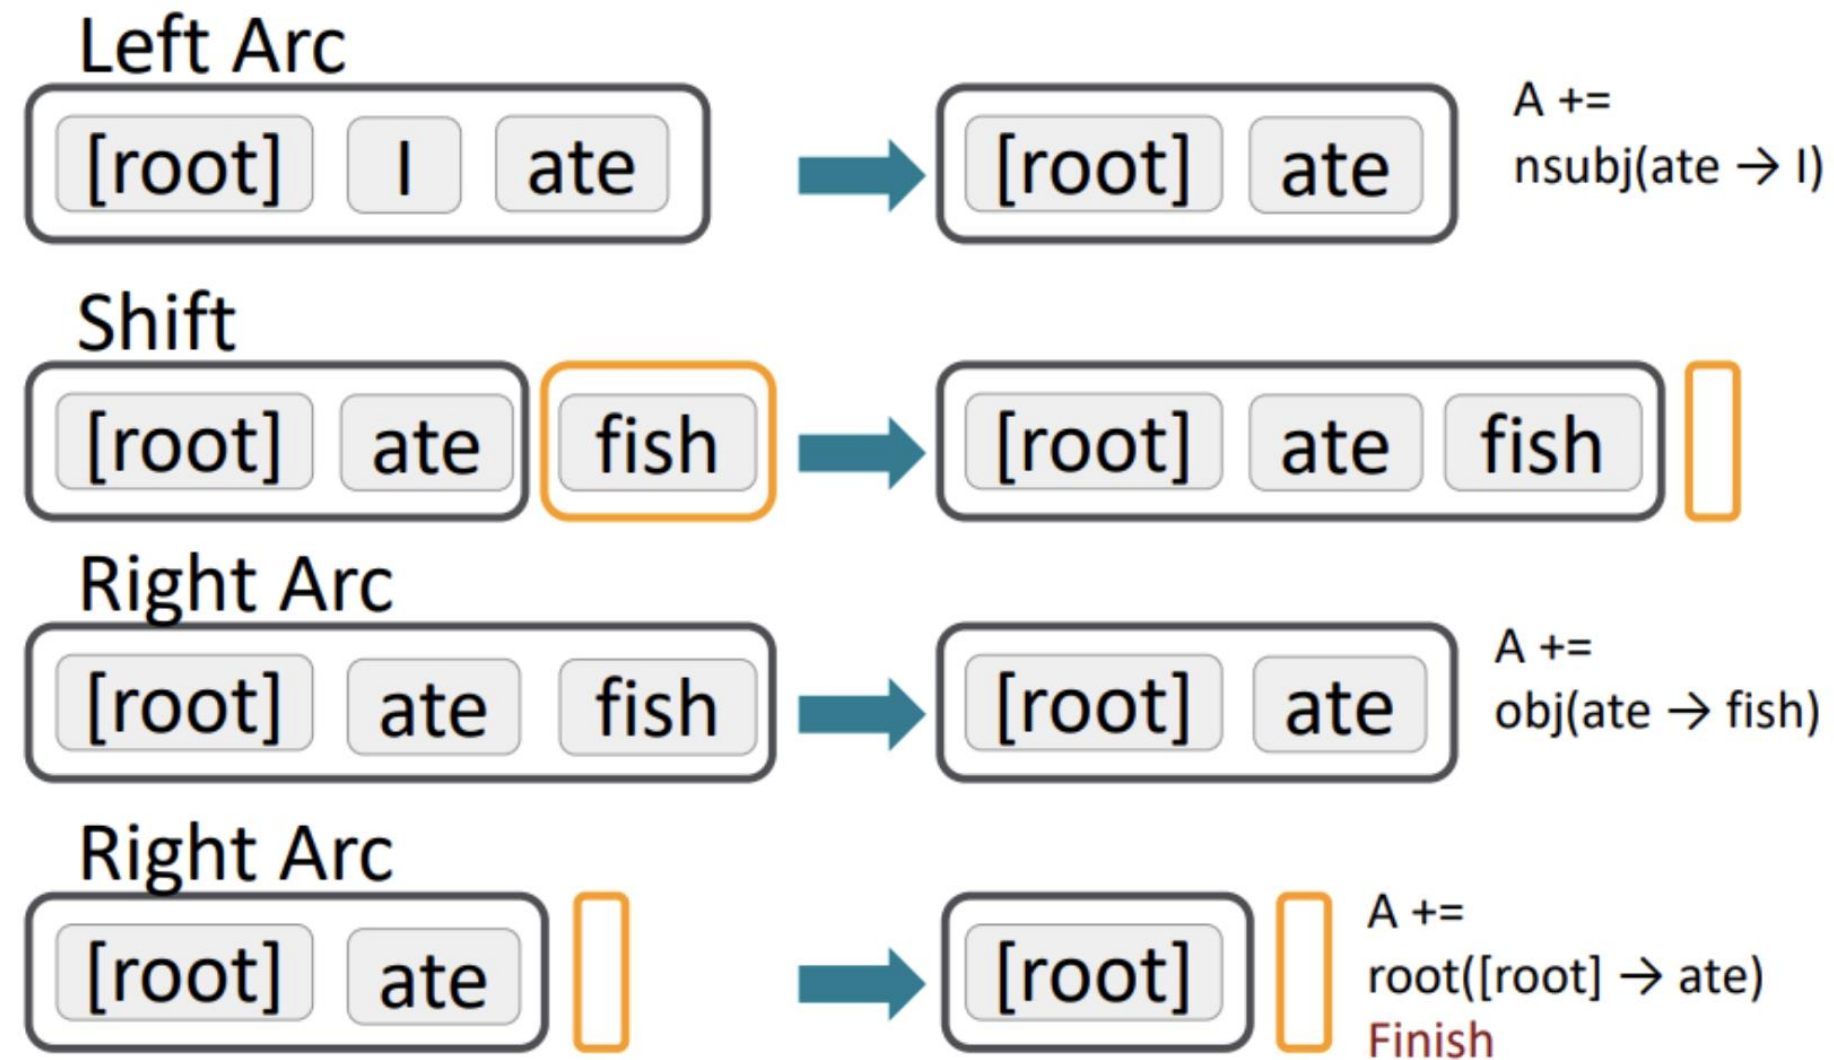 Left Arc
[root] I ate [root] ate
A +=
nsubj(ate → I)
Shift
[root] ate fish [root] ate fish
Right Arc
[root] ate fish [root] ate
A +=
obj(ate → fish)
Right Arc
[root] ate [root]
A +=
root([root] → ate)
Finish